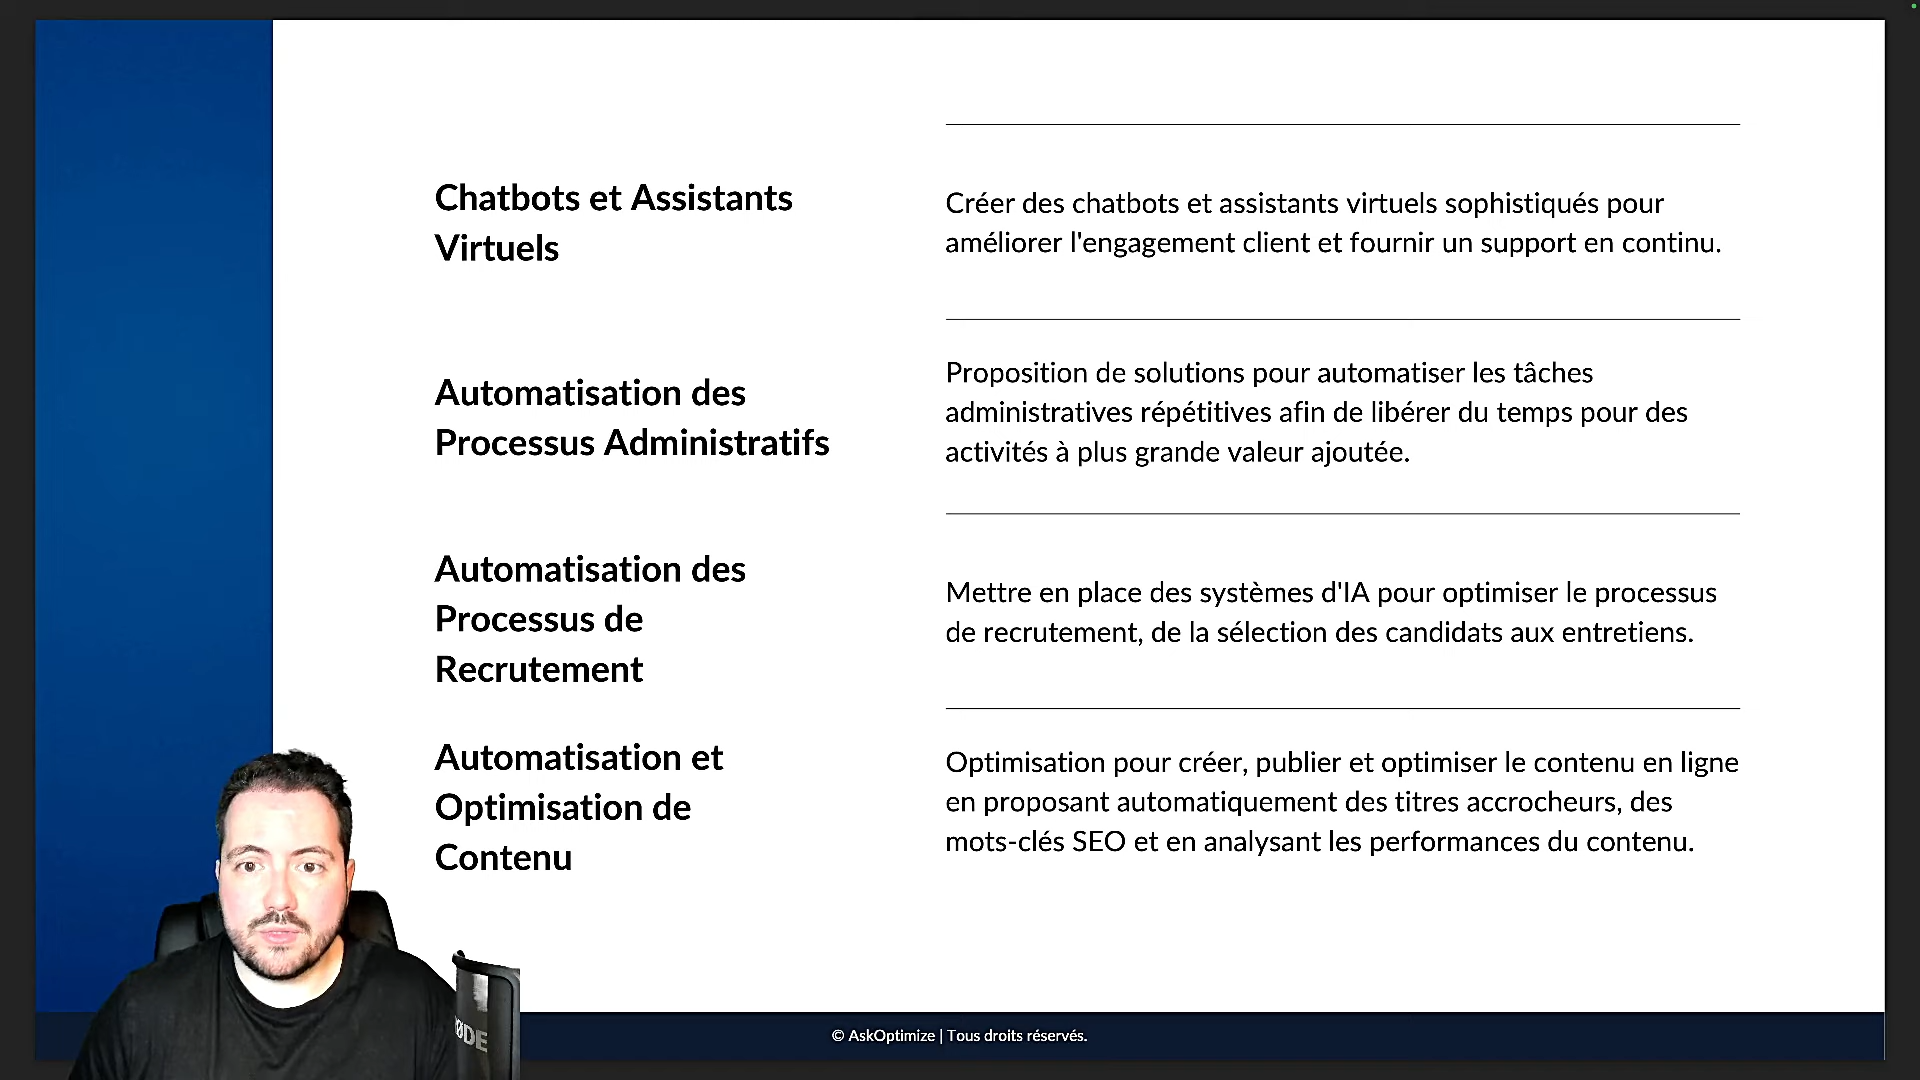 Chatbots et Assistants
Virtuels
Créer des chatbots et assistants virtuels sophistiqués pour
améliorer l'engagement client et fournir un support en continu.
Automatisation des
Processus Administratifs
Proposition de solutions pour automatiser les tâches
administratives répétitives afin de libérer du temps pour des
activités à plus grande valeur ajoutée.
Automatisation des
Processus de
Recrutement
Mettre en place des systèmes d'IA pour optimiser le processus
de recrutement, de la sélection des candidats aux entretiens.
Automatisation et
Optimisation de
Contenu
Optimisation pour créer, publier et optimiser le contenu en ligne
en proposant automatiquement des titres accrocheurs, des
mots-clés SEO et en analysant les performances du contenu.
© AskOptimize | Tous droits réservés.